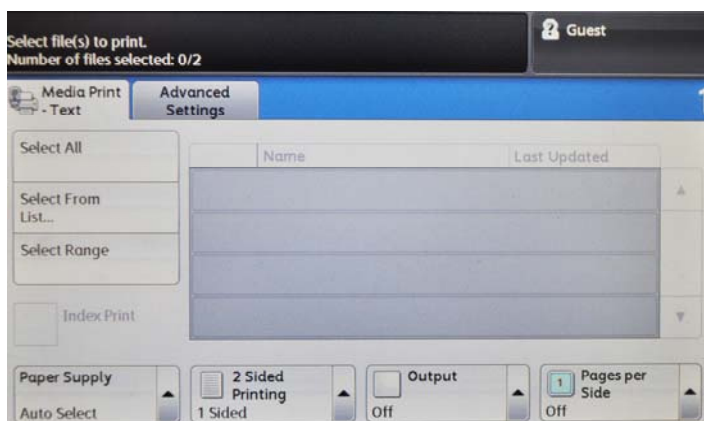 Select file(s) to print.
Number of files selected: 0/2
Guest
Media Print
- Text
Advanced
Settings
Select All
Name
Last Updated
Select From
List...
Select Range
Index Print
Paper Supply
Auto Select
2 Sided
Printing
1 Sided
Output
Off
1
Pages per
Side
Off